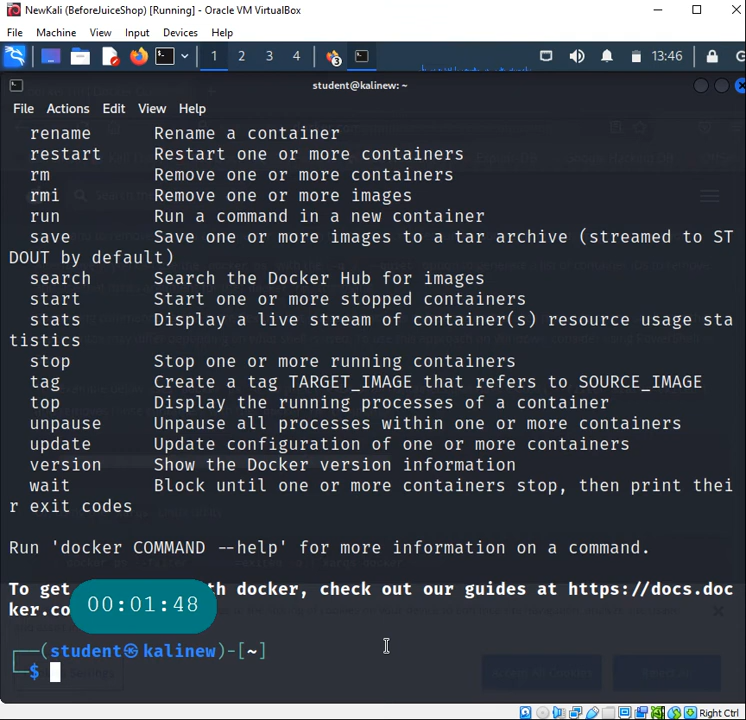 NewKali (BeforeJuiceShop) [Running] - Oracle VM VirtualBox
File Machine View Input Devices Help
1 2 3 4 3 13:46
student@kalinew: ~
File Actions Edit View Help
rename Rename a container
restart Restart one or more containers
rm Remove one or more containers
rmi Remove one or more images
run Run a command in a new container
save Save one or more images to a tar archive (streamed to ST
DOUT by default)
search Search the Docker Hub for images
start Start one or more stopped containers
stats Display a live stream of container(s) resource usage sta
tistics
stop Stop one or more running containers
tag Create a tag TARGET_IMAGE that refers to SOURCE_IMAGE
top Display the running processes of a container
unpause Unpause all processes within one or more containers
update Update configuration of one or more containers
version Show the Docker version information
wait Block until one or more containers stop, then print thei
r exit codes
Run 'docker COMMAND --help' for more information on a command.
To get th docker, check out our guides at https://docs.doc
ker.co
00:01:48
┌──(student㉿kalinew)-[~]
└─$
Right Ctrl